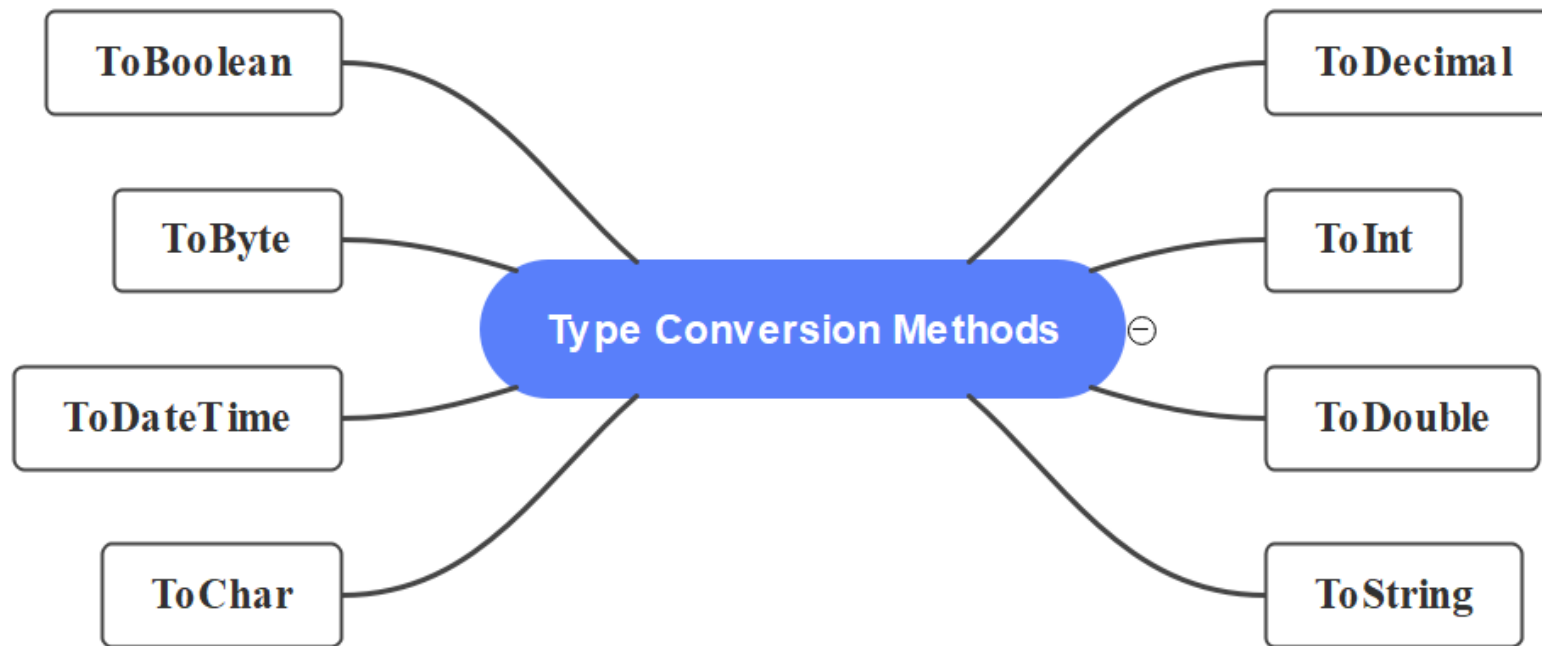 ToBoolean
ToDecimal
ToByte
ToInt
Type Conversion Methods
ToDateTime
ToDouble
ToChar
ToString